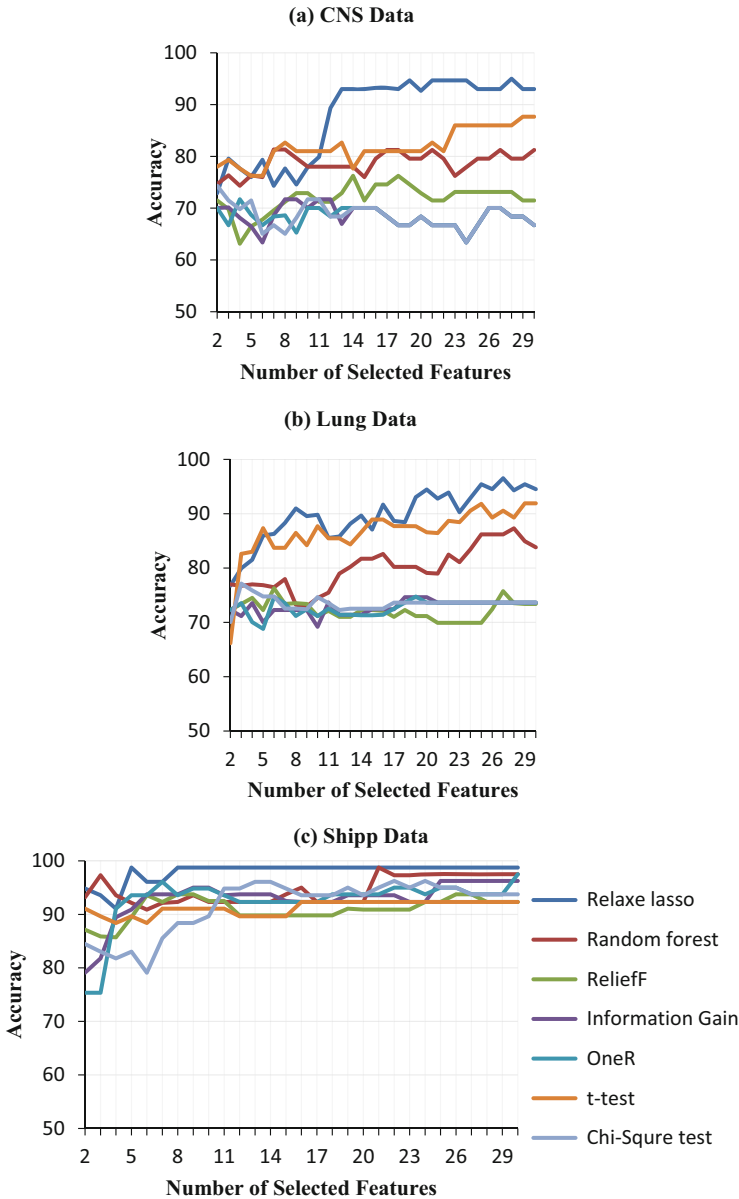 (a) CNS Data
100
90
80
70
60
50
Accuracy
2 5 8 11 14 17 20 23 26 29
Number of Selected Features
(b) Lung Data
100
90
80
70
60
50
Accuracy
2 5 8 11 14 17 20 23 26 29
Number of Selected Features
(c) Shipp Data
100
90
80
70
60
50
Accuracy
2 5 8 11 14 17 20 23 26 29
Number of Selected Features
Relaxe lasso
Random forest
ReliefF
Information Gain
OneR
t-test
Chi-Squre test